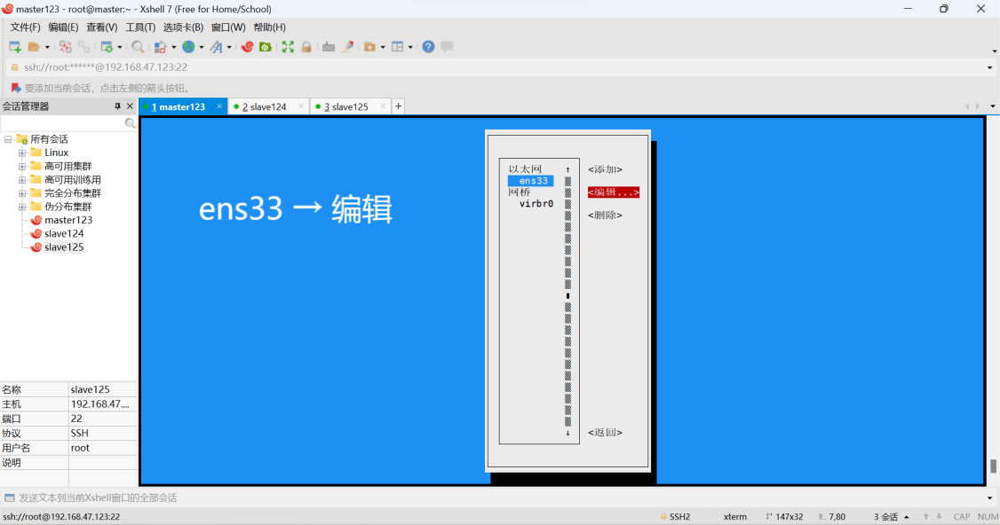 master123 - root@master:~ - Xshell 7 (Free for Home/School)
文件(F) 编辑(E) 查看(V) 工具(T) 选项卡(B) 窗口(W) 帮助(H)
ssh://root:******@192.168.47.123:22
要添加当前会话，点击左侧的箭头按钮。
会话管理器
1 master123
2 slave124
3 slave125
所有会话
Linux
高可用集群
高可用训练用
完全分布集群
伪分布集群
master123
slave124
slave125
ens33 → 编辑
以太网 ↑ <添加>
ens33
网桥 <编辑...>
virbr0
<删除>
↓ <返回>
名称 slave125
主机 192.168.47....
端口 22
协议 SSH
用户名 root
说明
发送文本到当前Xshell窗口的全部会话
ssh://root@192.168.47.123:22 SSH2 xterm 147x32 7,80 3 会话 CAP NUM